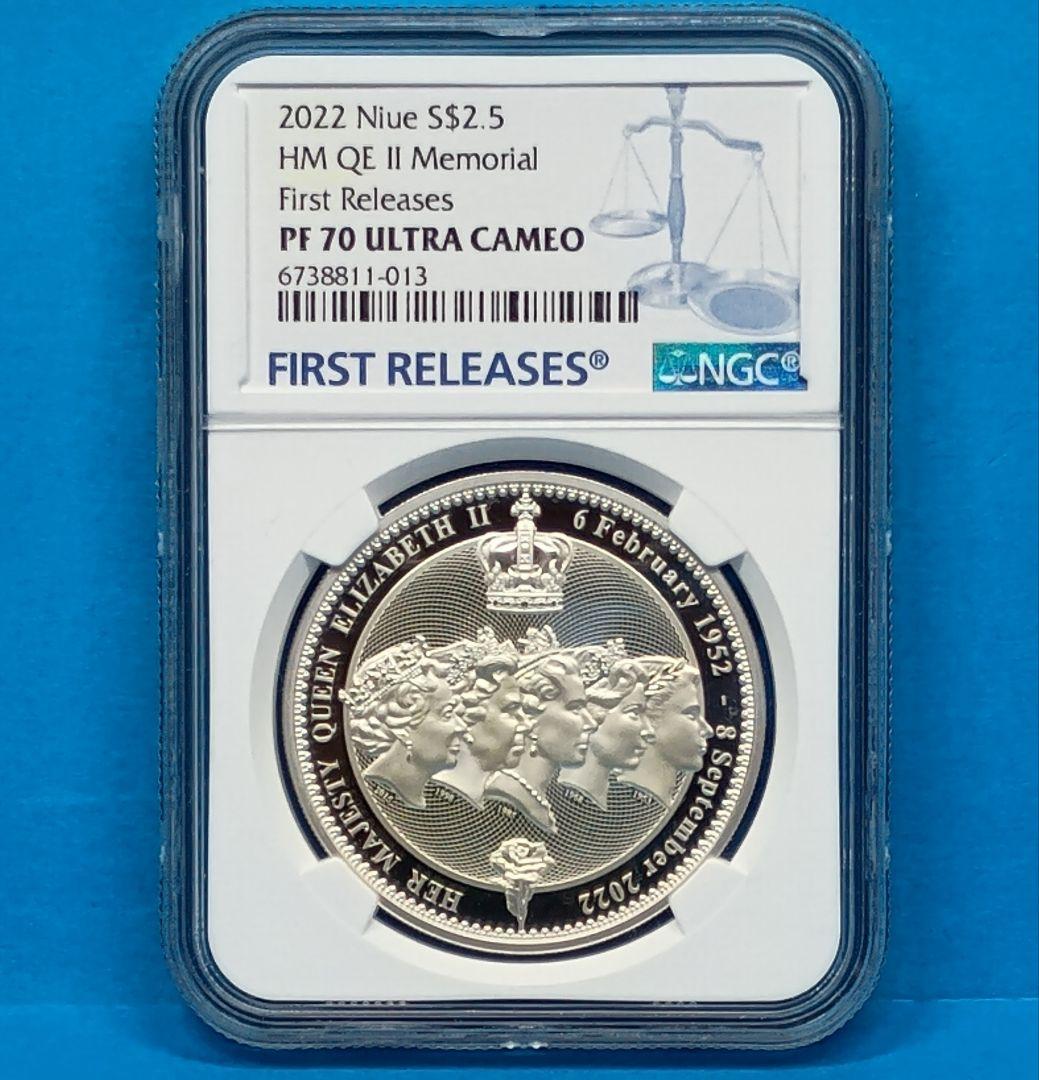 2022 Niue S$2.5
HM QE II Memorial
First Releases
PF 70 ULTRA CAMEO
6738811-013
FIRST RELEASES®
NGC®
HER MAJESTY QUEEN ELIZABETH II
6 February 1952 - 8 September 2022